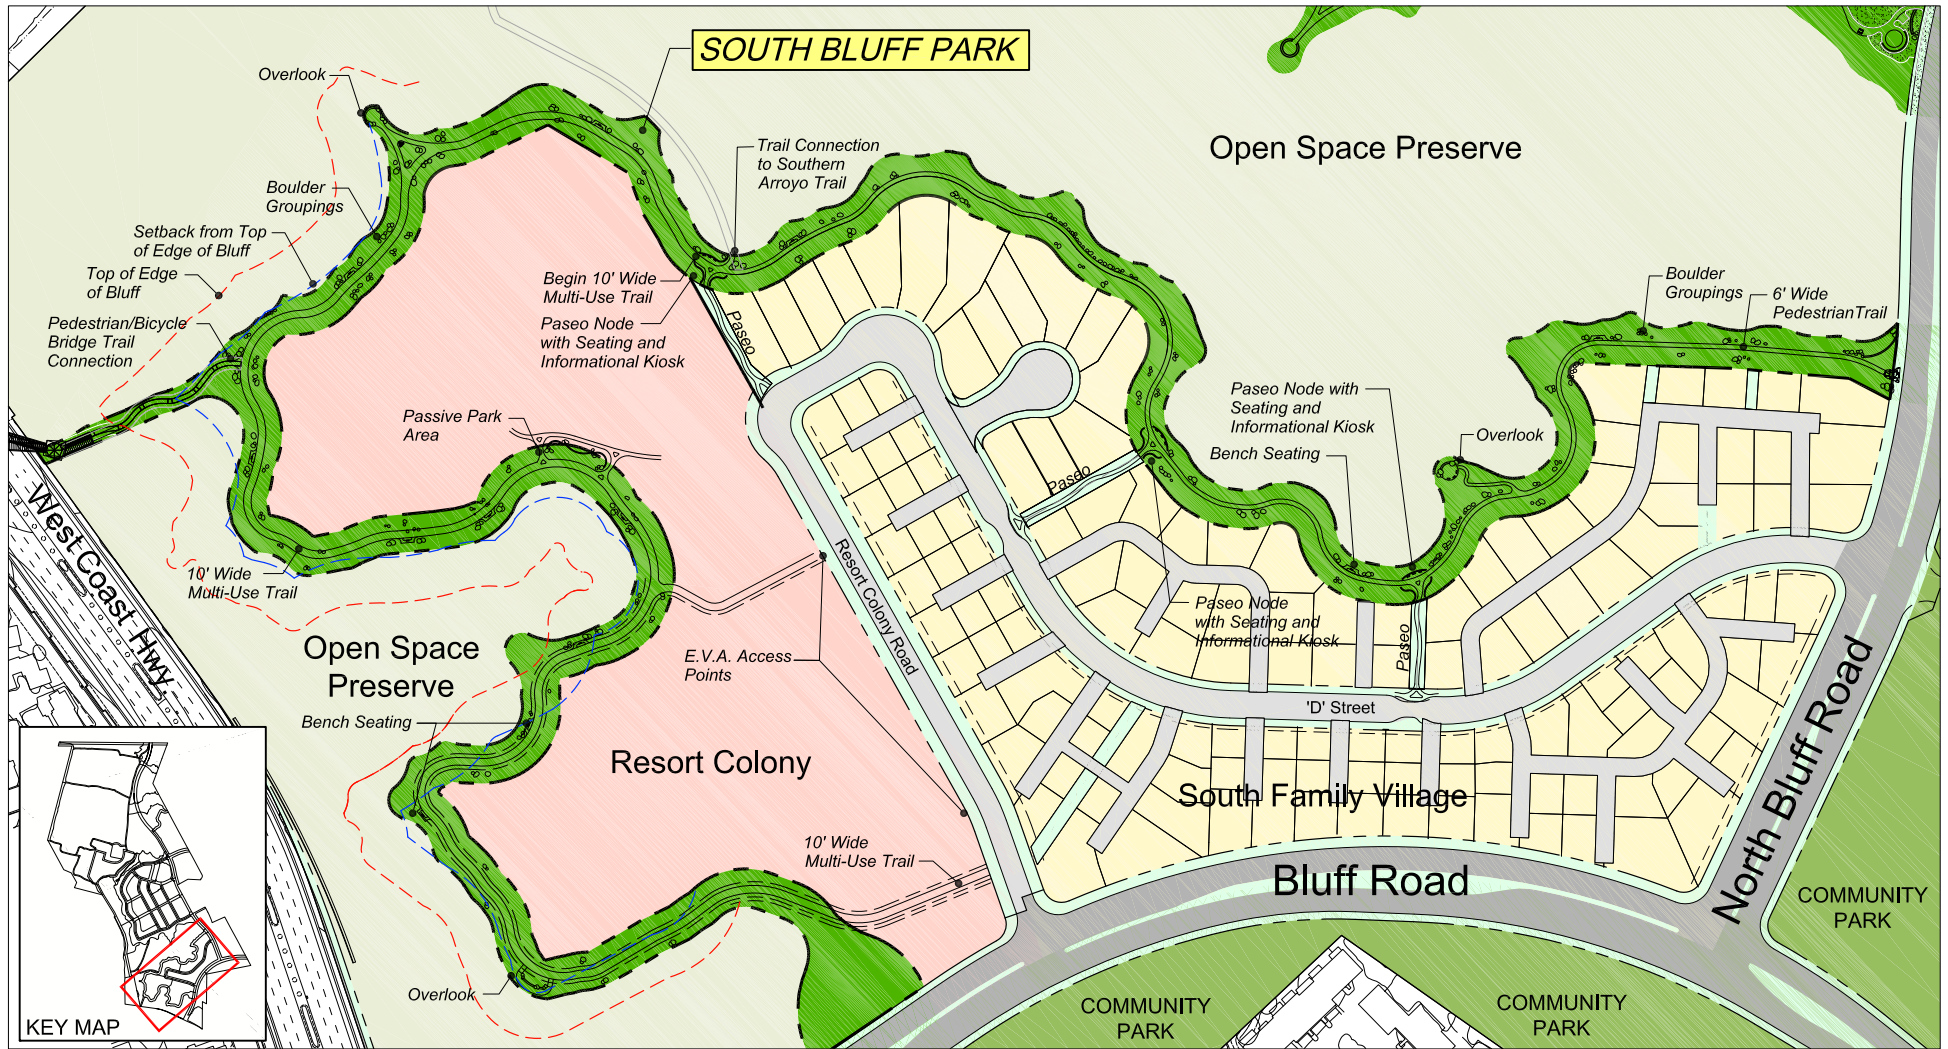 SOUTH BLUFF PARK
Overlook
Trail Connection
to Southern
Arroyo Trail
Open Space Preserve
Boulder
Groupings
Setback from Top
of Edge of Bluff
Top of Edge
of Bluff
Pedestrian/Bicycle
Bridge Trail
Connection
Begin 10' Wide
Multi-Use Trail
Paseo Node
with Seating and
Informational Kiosk
Paseo
Boulder
Groupings
6' Wide
PedestrianTrail
Passive Park
Area
Paseo Node with
Seating and
Informational Kiosk
Bench Seating
Overlook
Paseo
West Coast Hwy.
10' Wide
Multi-Use Trail
Resort Colony Road
Paseo Node
with Seating and
Informational Kiosk
Paseo
Open Space
Preserve
E.V.A. Access
Points
Bench Seating
'D' Street
Resort Colony
South Family Village
North Bluff Road
10' Wide
Multi-Use Trail
Bluff Road
COMMUNITY
PARK
Overlook
COMMUNITY
PARK
COMMUNITY
PARK
KEY MAP